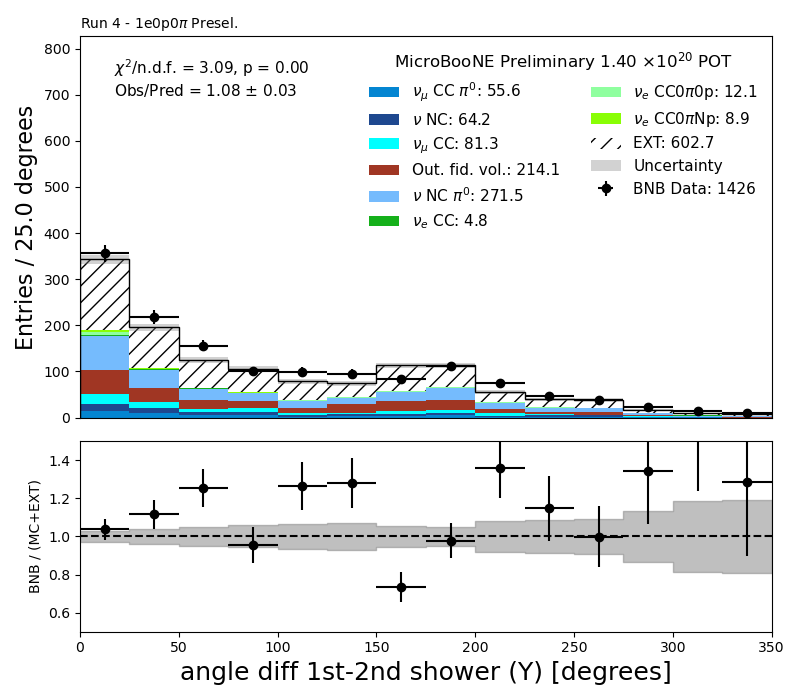 Run 4 - 1e0p0π Presel.
χ²/n.d.f. = 3.09, p = 0.00
Obs/Pred = 1.08 ± 0.03
MicroBooNE Preliminary 1.40 ×10²⁰ POT
ν_μ CC π⁰: 55.6
ν NC: 64.2
ν_μ CC: 81.3
Out. fid. vol.: 214.1
ν NC π⁰: 271.5
ν_e CC: 4.8
ν_e CC0π0p: 12.1
ν_e CC0πNp: 8.9
EXT: 602.7
Uncertainty
BNB Data: 1426
Entries / 25.0 degrees
800
700
600
500
400
300
200
100
0
BNB / (MC+EXT)
1.4
1.2
1.0
0.8
0.6
0 50 100 150 200 250 300 350
angle diff 1st-2nd shower (Y) [degrees]